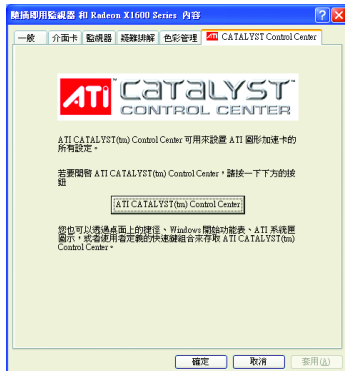 隨插即用監視器 和 Radeon X1600 Series 內容
一般 介面卡 監視器 疑難排解 色彩管理 ATI CATALYST Control Center
ATI CATALYST™
CONTROL CENTER
ATI CATALYST(tm) Control Center 可用來設置 ATI 圖形加速卡的
所有設定。
若要開啟 ATI CATALYST(tm) Control Center，請按一下下方的按
鈕
ATI CATALYST(tm) Control Center
您也可以透過桌面上的捷徑、Windows 開始功能表、ATI 系統匣
圖示，或者使用者定義的快速鍵組合來存取 ATI CATALYST(tm)
Control Center。
確定 取消 套用(A)